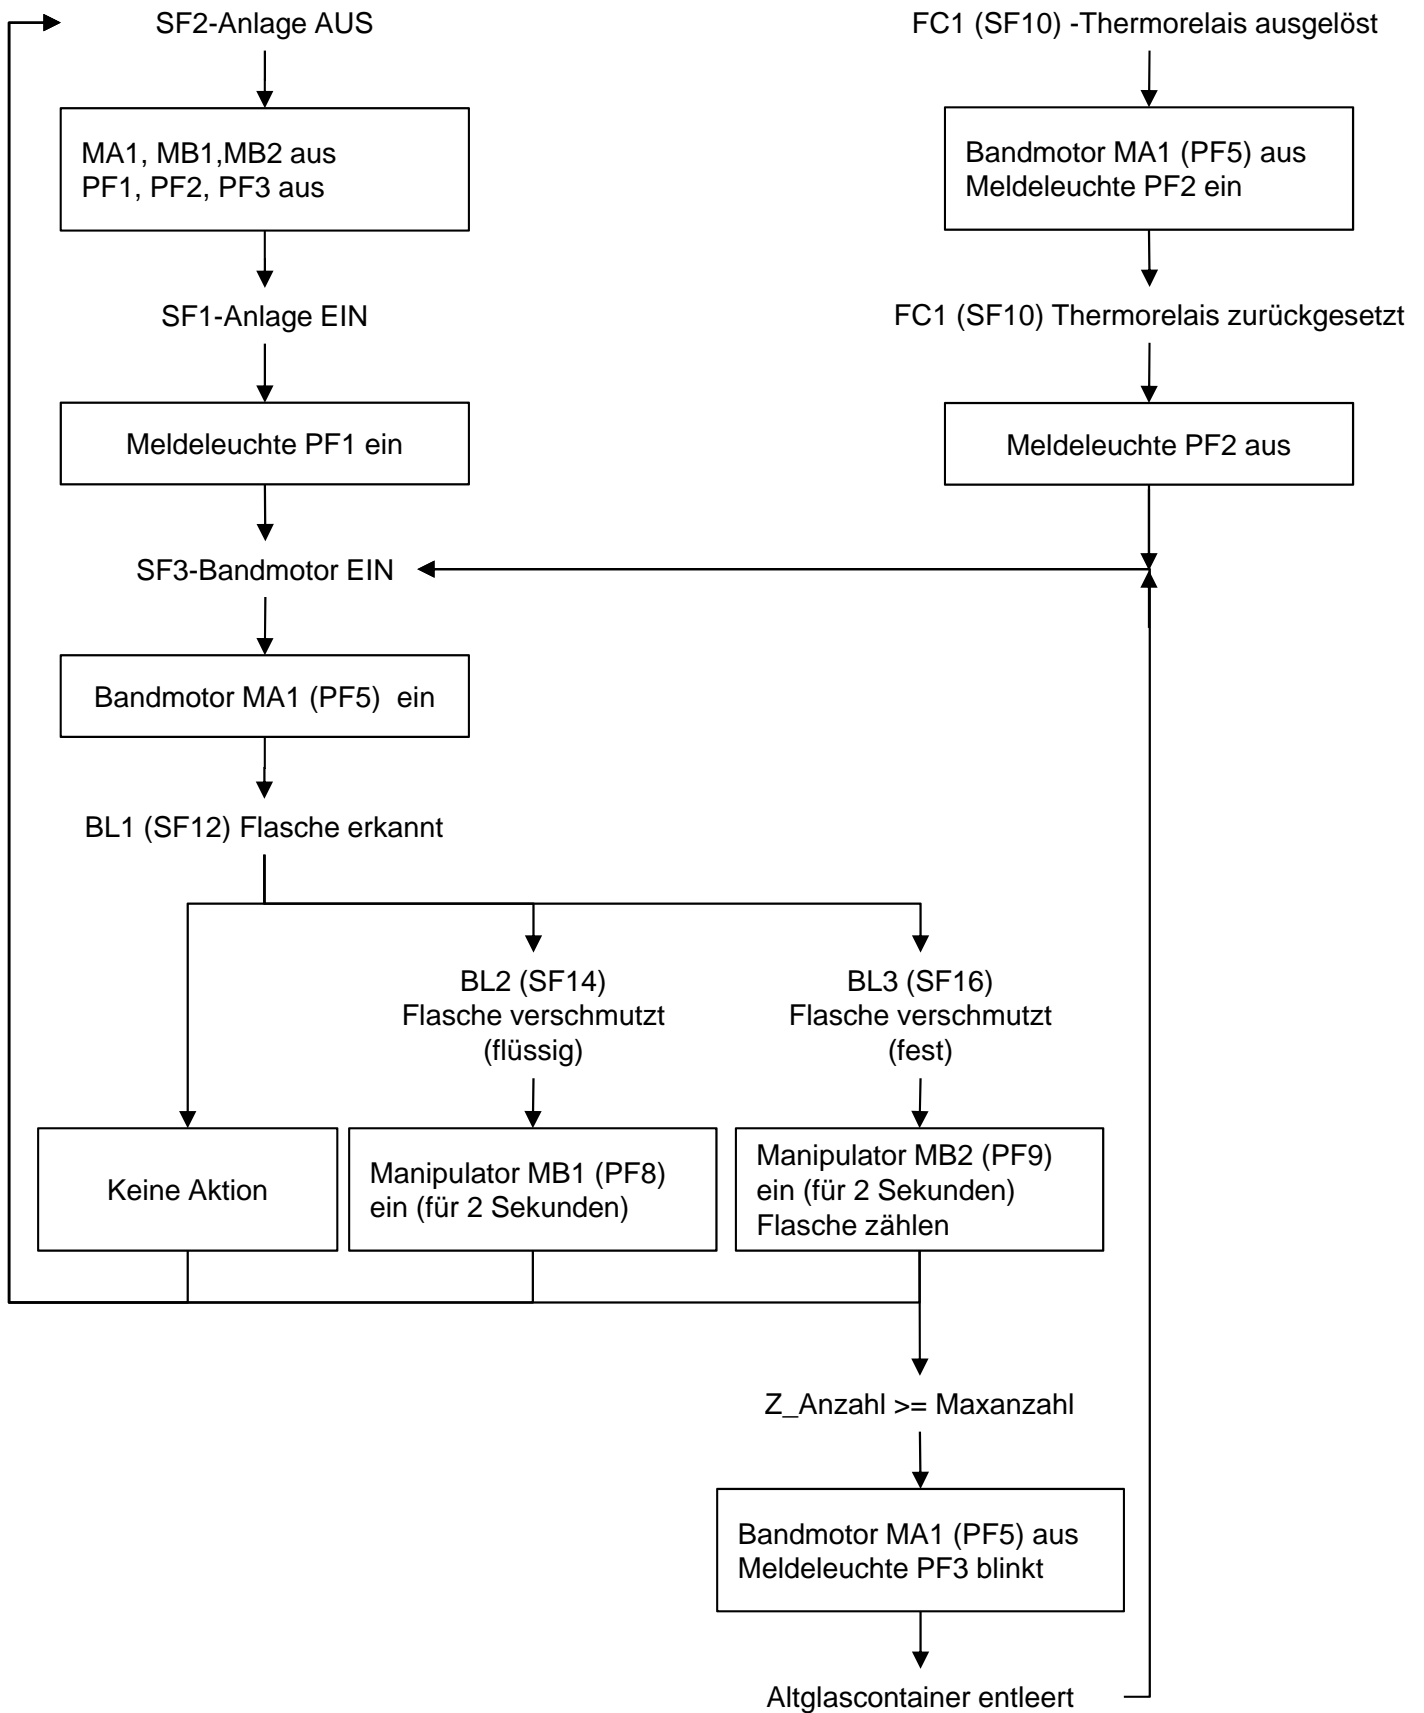 SF2-Anlage AUS
MA1, MB1,MB2 aus
PF1, PF2, PF3 aus
SF1-Anlage EIN
Meldeleuchte PF1 ein
SF3-Bandmotor EIN
Bandmotor MA1 (PF5)  ein
BL1 (SF12) Flasche erkannt
FC1 (SF10) -Thermorelais ausgelöst
Bandmotor MA1 (PF5) aus
Meldeleuchte PF2 ein
FC1 (SF10) Thermorelais zurückgesetzt
Meldeleuchte PF2 aus
BL2 (SF14)
Flasche verschmutzt
(flüssig)
BL3 (SF16)
Flasche verschmutzt
(fest)
Keine Aktion
Manipulator MB1 (PF8)
ein (für 2 Sekunden)
Manipulator MB2 (PF9)
ein (für 2 Sekunden)
Flasche zählen
Z_Anzahl >= Maxanzahl
Bandmotor MA1 (PF5) aus
Meldeleuchte PF3 blinkt
Altglascontainer entleert